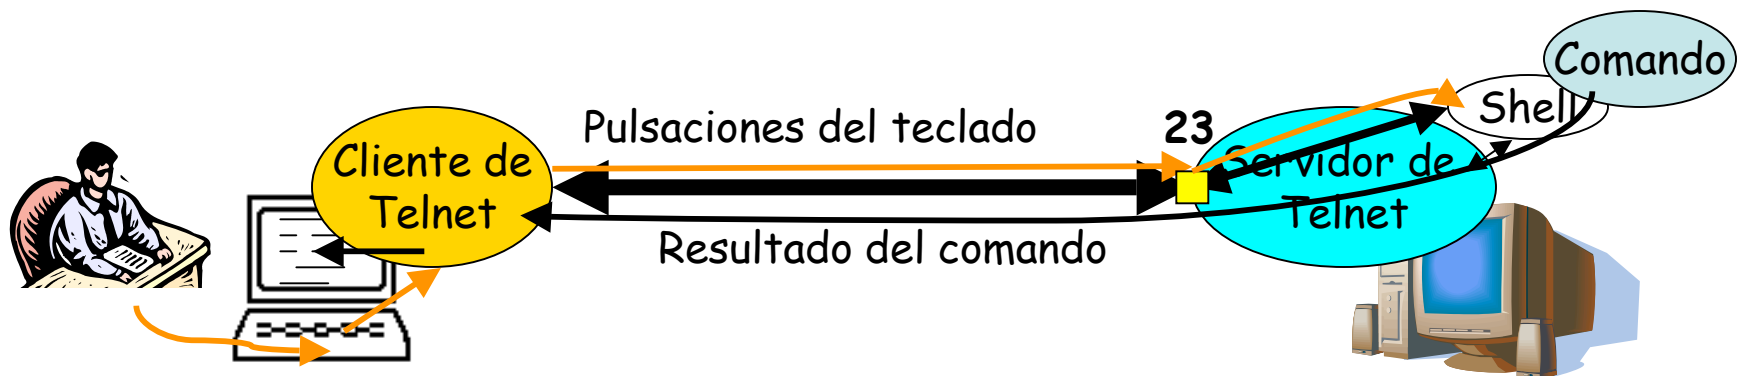 Comando
Shell
Pulsaciones del teclado
23
Cliente de
Telnet
Servidor de
Telnet
Resultado del comando